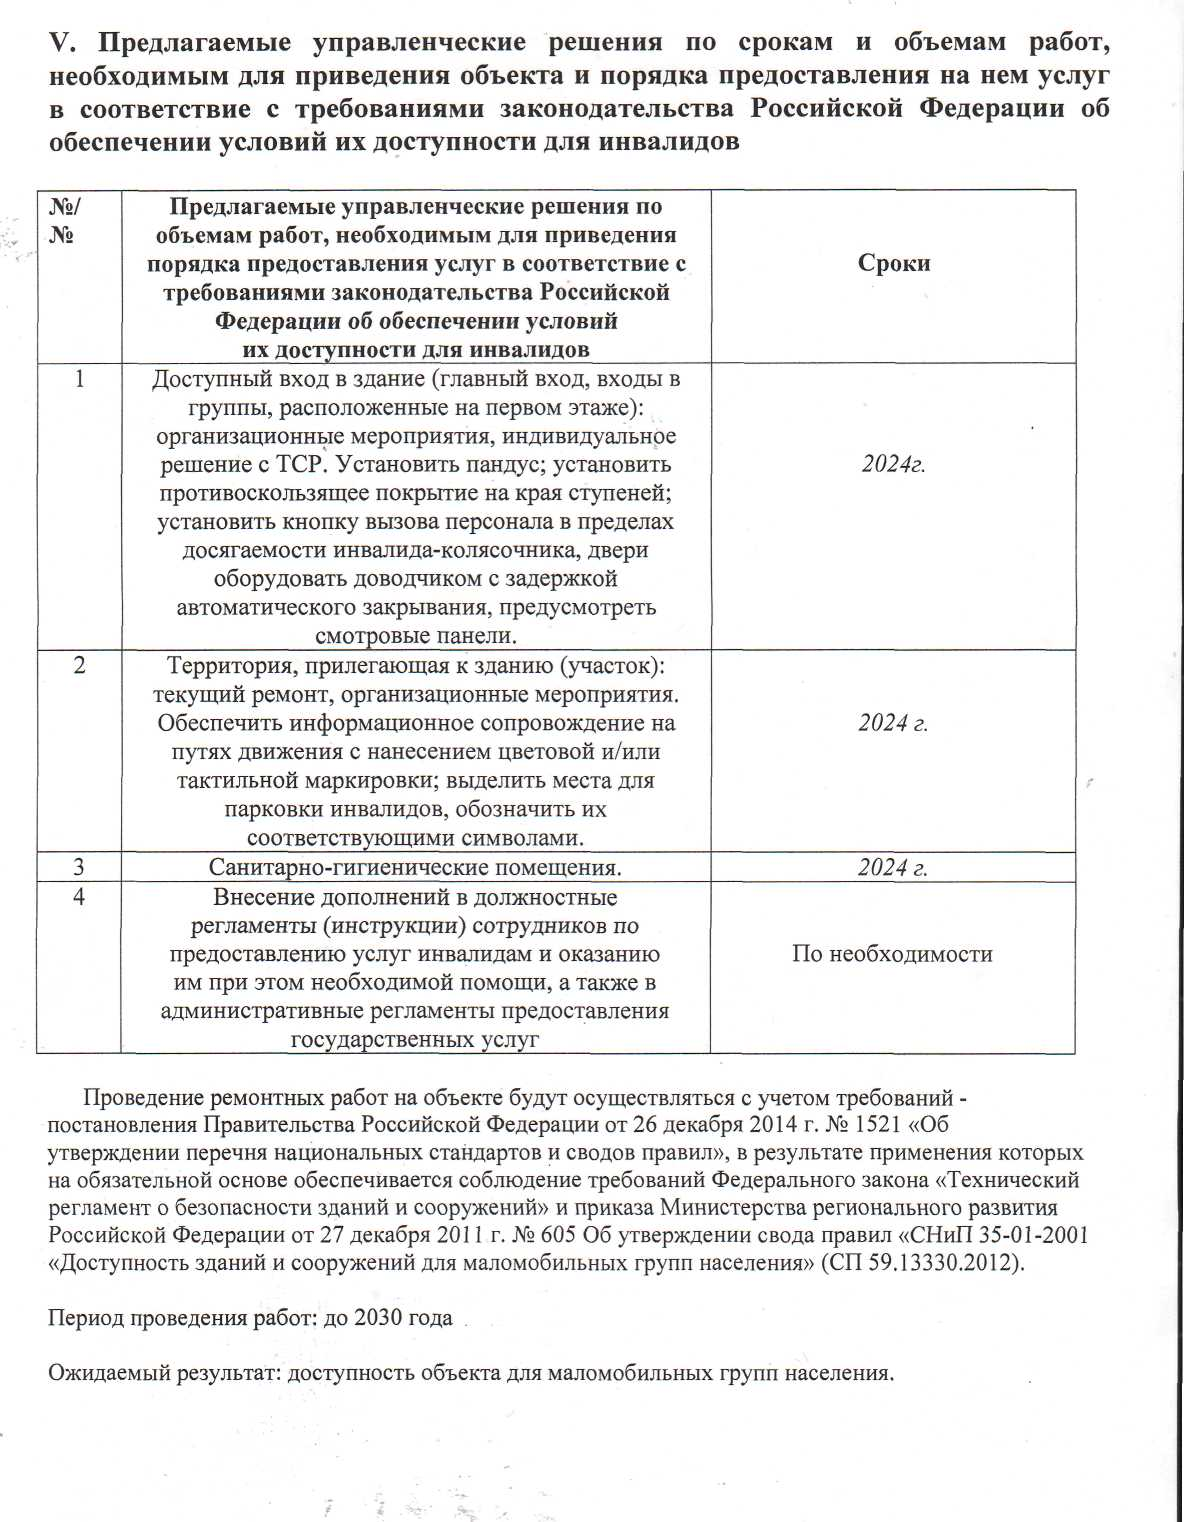 V. Предлагаемые управленческие решения по срокам и объемам работ,
необходимым для приведения объекта и порядка предоставления на нем услуг
в соответствие с требованиями законодательства Российской Федерации об
обеспечении условий их доступности для инвалидов
№/
№
Предлагаемые управленческие решения по
объемам работ, необходимым для приведения
порядка предоставления услуг в соответствие с
требованиями законодательства Российской
Федерации об обеспечении условий
их доступности для инвалидов
Сроки
1
Доступный вход в здание (главный вход, входы в
группы, расположенные на первом этаже):
организационные мероприятия, индивидуальное
решение с ТСР. Установить пандус; установить
противоскользящее покрытие на края ступеней;
установить кнопку вызова персонала в пределах
досягаемости инвалида-колясочника, двери
оборудовать доводчиком с задержкой
автоматического закрывания, предусмотреть
смотровые панели.
2024г.
2
Территория, прилегающая к зданию (участок):
текущий ремонт, организационные мероприятия.
Обеспечить информационное сопровождение на
путях движения с нанесением цветовой и/или
тактильной маркировки; выделить места для
парковки инвалидов, обозначить их
соответствующими символами.
2024 г.
3
Санитарно-гигиенические помещения.
2024 г.
4
Внесение дополнений в должностные
регламенты (инструкции) сотрудников по
предоставлению услуг инвалидам и оказанию
им при этом необходимой помощи, а также в
административные регламенты предоставления
государственных услуг
По необходимости
Проведение ремонтных работ на объекте будут осуществляться с учетом требований -
постановления Правительства Российской Федерации от 26 декабря 2014 г. № 1521 «Об
утверждении перечня национальных стандартов и сводов правил», в результате применения которых
на обязательной основе обеспечивается соблюдение требований Федерального закона «Технический
регламент о безопасности зданий и сооружений» и приказа Министерства регионального развития
Российской Федерации от 27 декабря 2011 г. № 605 Об утверждении свода правил «СНиП 35-01-2001
«Доступность зданий и сооружений для маломобильных групп населения» (СП 59.13330.2012).
Период проведения работ: до 2030 года
Ожидаемый результат: доступность объекта для маломобильных групп населения.